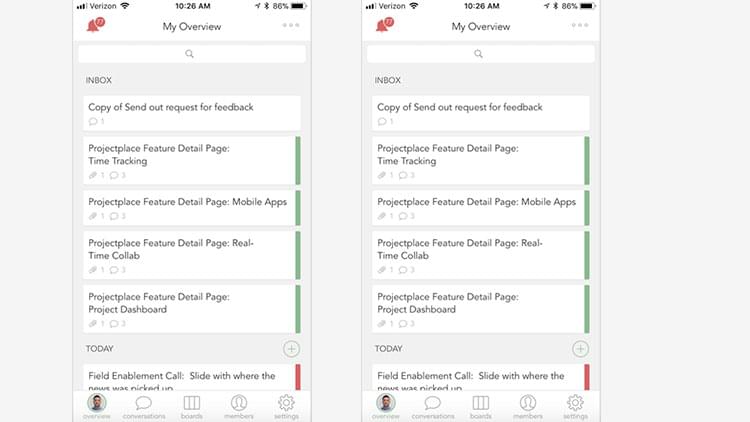 Verizon 10:26 AM 86%
77
My Overview
INBOX
Copy of Send out request for feedback
1
Projectplace Feature Detail Page:
Time Tracking
1 3
Projectplace Feature Detail Page: Mobile Apps
1 3
Projectplace Feature Detail Page: Real-
Time Collab
1 3
Projectplace Feature Detail Page:
Project Dashboard
1 3
TODAY
Field Enablement Call: Slide with where the
news was picked up
overview conversations boards members settings
Verizon 10:26 AM 86%
77
My Overview
INBOX
Copy of Send out request for feedback
1
Projectplace Feature Detail Page:
Time Tracking
1 3
Projectplace Feature Detail Page: Mobile Apps
1 3
Projectplace Feature Detail Page: Real-
Time Collab
1 3
Projectplace Feature Detail Page:
Project Dashboard
1 3
TODAY
Field Enablement Call: Slide with where the
news was picked up
overview conversations boards members settings